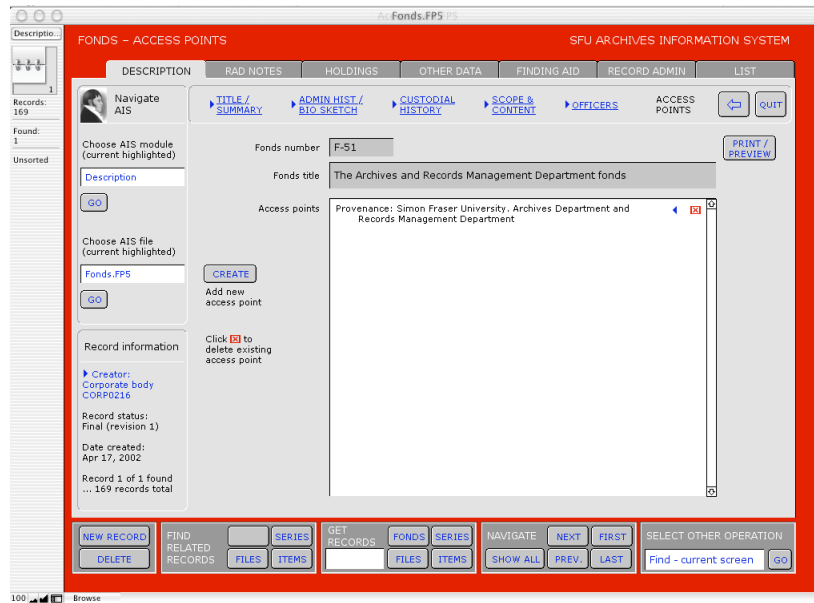 Fonds.FP5
Descriptio...
1
Records:
169
Found:
1
Unsorted
FONDS – ACCESS POINTS
SFU ARCHIVES INFORMATION SYSTEM
DESCRIPTION
RAD NOTES
HOLDINGS
OTHER DATA
FINDING AID
RECORD ADMIN
LIST
Navigate
AIS
TITLE /
SUMMARY
ADMIN HIST /
BIO SKETCH
CUSTODIAL
HISTORY
SCOPE &
CONTENT
OFFICERS
ACCESS
POINTS
QUIT
Choose AIS module
(current highlighted)
Description
GO
Choose AIS file
(current highlighted)
Fonds.FP5
GO
Fonds number
F-51
PRINT /
PREVIEW
Fonds title
The Archives and Records Management Department fonds
Access points
Provenance: Simon Fraser University. Archives Department and
Records Management Department
CREATE
Add new
access point
Click X to
delete existing
access point
Record information
Creator:
Corporate body
CORP0216
Record status:
Final (revision 1)
Date created:
Apr 17, 2002
Record 1 of 1 found
... 169 records total
NEW RECORD
DELETE
FIND
RELATED
RECORDS
SERIES
FILES
ITEMS
GET
RECORDS
FONDS
SERIES
FILES
ITEMS
NAVIGATE
NEXT
FIRST
SHOW ALL
PREV.
LAST
SELECT OTHER OPERATION
Find - current screen
GO
100
Browse